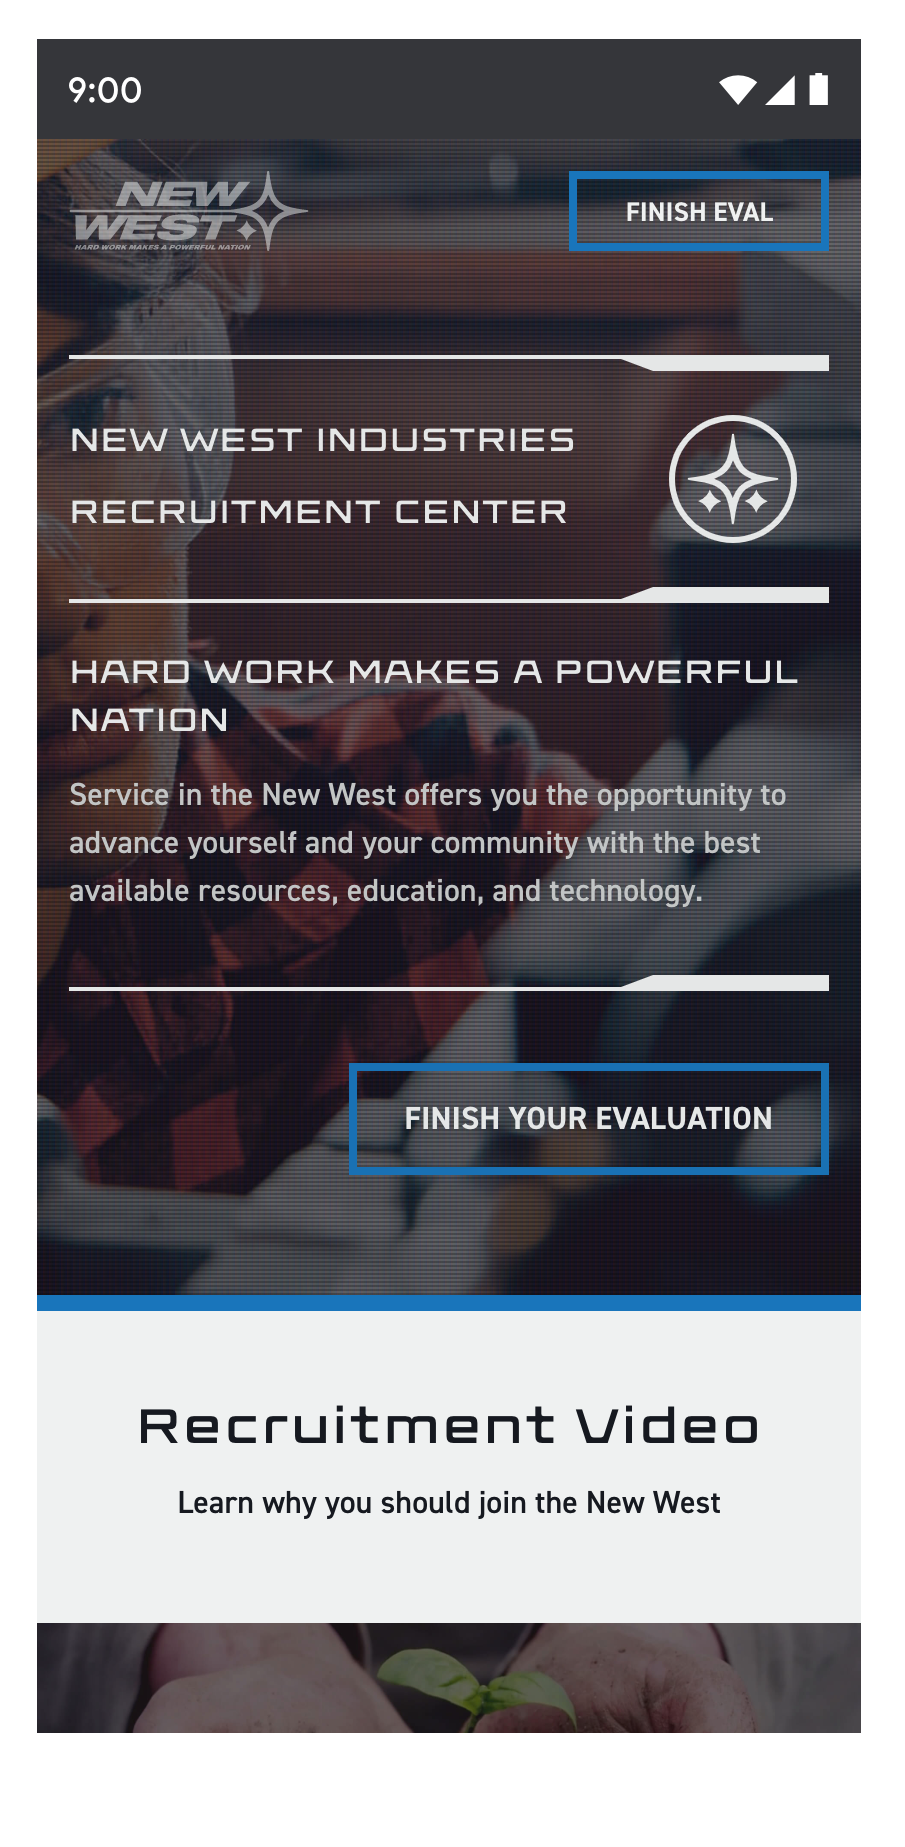 9:00
NEW
WEST
HARD WORK MAKES A POWERFUL NATION
FINISH EVAL
NEW WEST INDUSTRIES
RECRUITMENT CENTER
HARD WORK MAKES A POWERFUL
NATION
Service in the New West offers you the opportunity to
advance yourself and your community with the best
available resources, education, and technology.
FINISH YOUR EVALUATION
Recruitment Video
Learn why you should join the New West